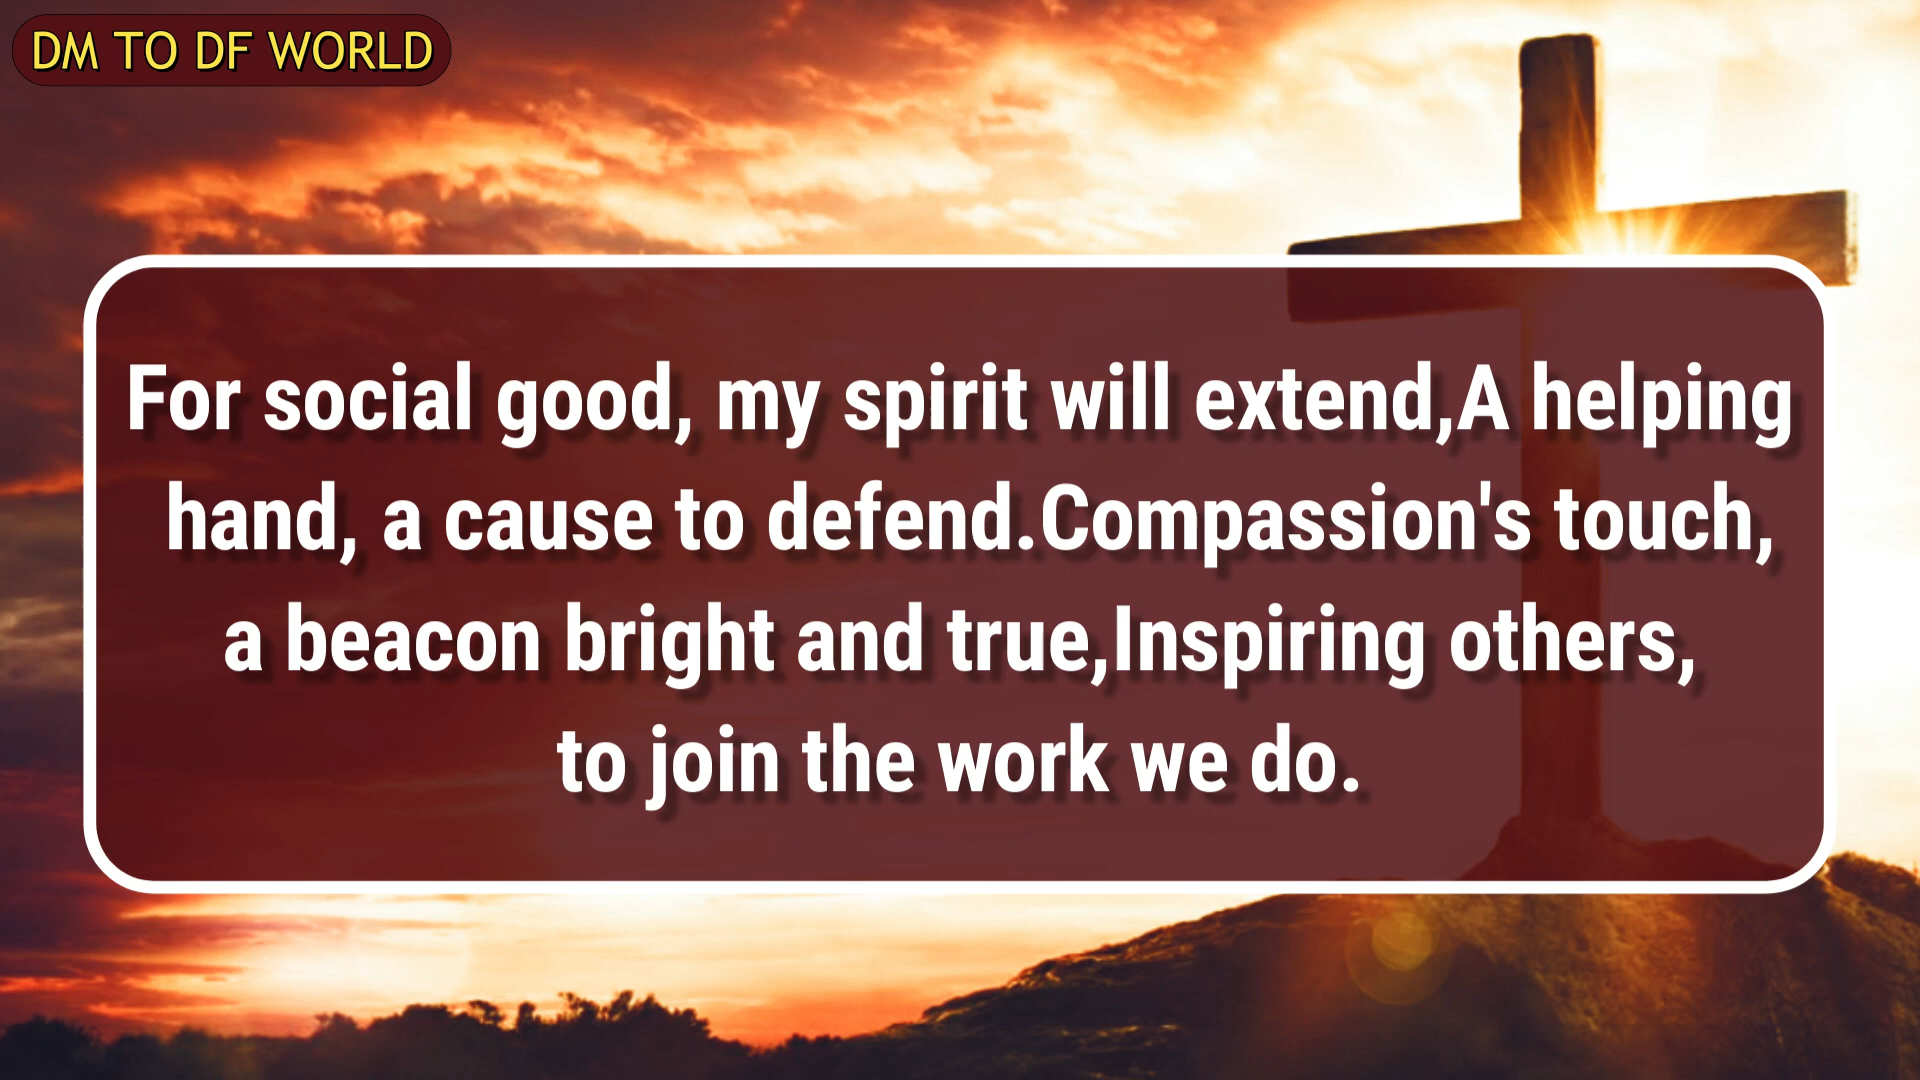 DM TO DF WORLD
For social good, my spirit will extend,A helping
hand, a cause to defend.Compassion's touch,
a beacon bright and true,Inspiring others,
to join the work we do.